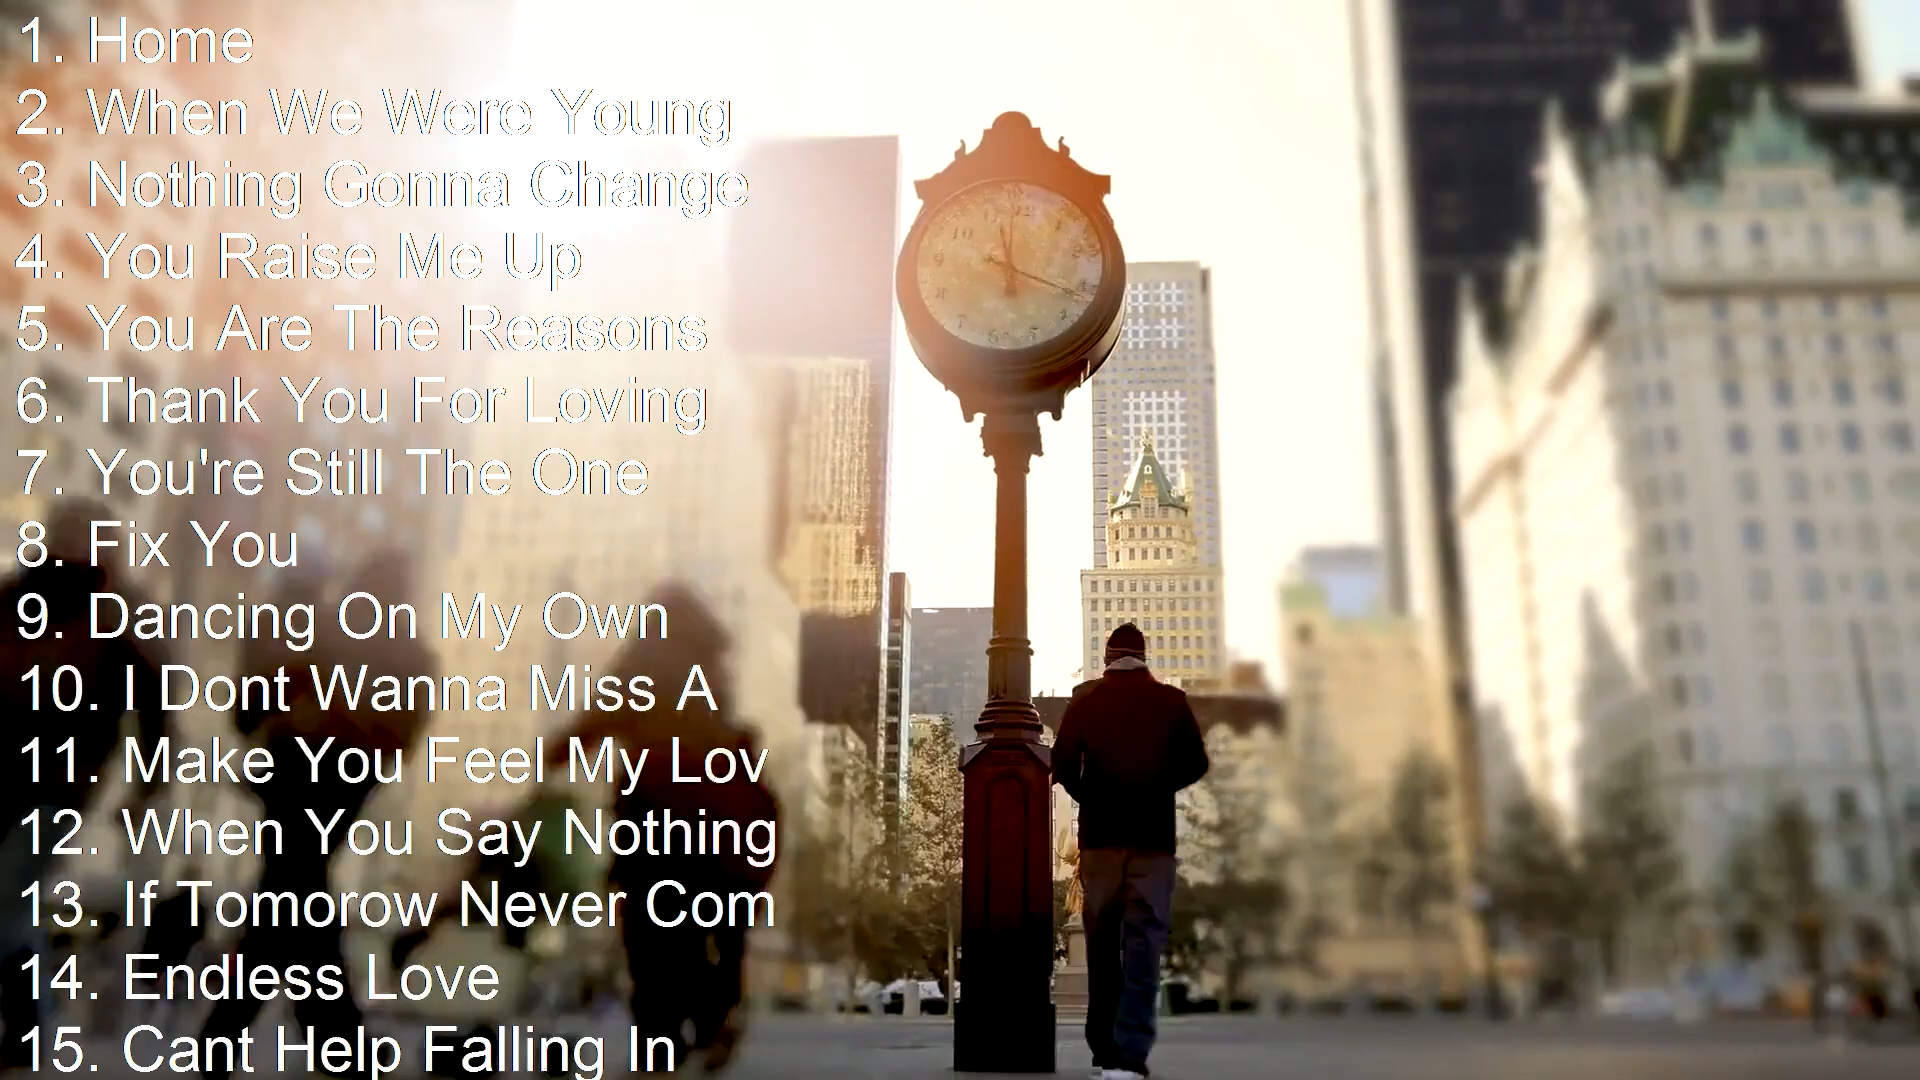 1. Home
2. When We Were Young
3. Nothing Gonna Change
4. You Raise Me Up
5. You Are The Reasons
6. Thank You For Loving
7. You're Still The One
8. Fix You
9. Dancing On My Own
10. I Dont Wanna Miss A
11. Make You Feel My Lov
12. When You Say Nothing
13. If Tomorow Never Com
14. Endless Love
15. Cant Help Falling In